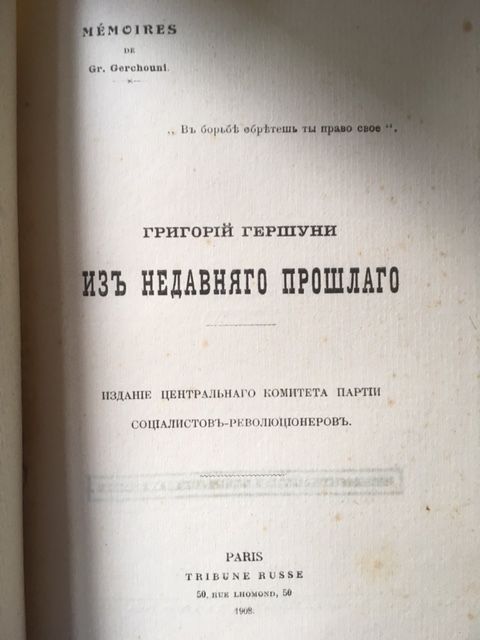 MÉMOIRES
DE
Gr. Gerchouni.
„ Въ борьбѣ обрѣтешь ты право свое “.
ГРИГОРІЙ ГЕРШУНИ
ИЗЪ НЕДАВНЯГО ПРОШЛАГО
ИЗДАНІЕ ЦЕНТРАЛЬНАГО КОМИТЕТА ПАРТІИ
СОЦІАЛИСТОВЪ-РЕВОЛЮЦІОНЕРОВЪ.
PARIS
TRIBUNE RUSSE
50, RUE LHOMOND, 50
1908.